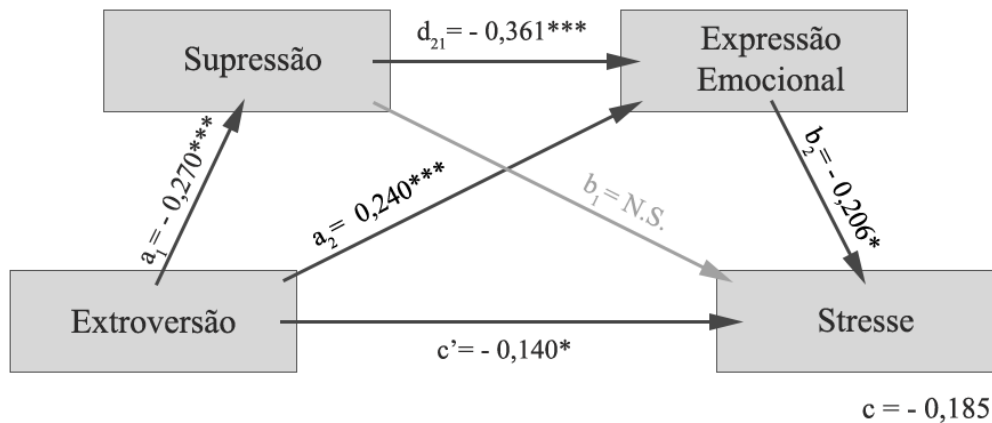 d21= - 0,361***
Supressão
Expressão
Emocional
a1= - 0,270***
a2= 0,240***
b1= N.S.
b2= - 0,206*
Extroversão
Stresse
c’= - 0,140*
c = - 0,185